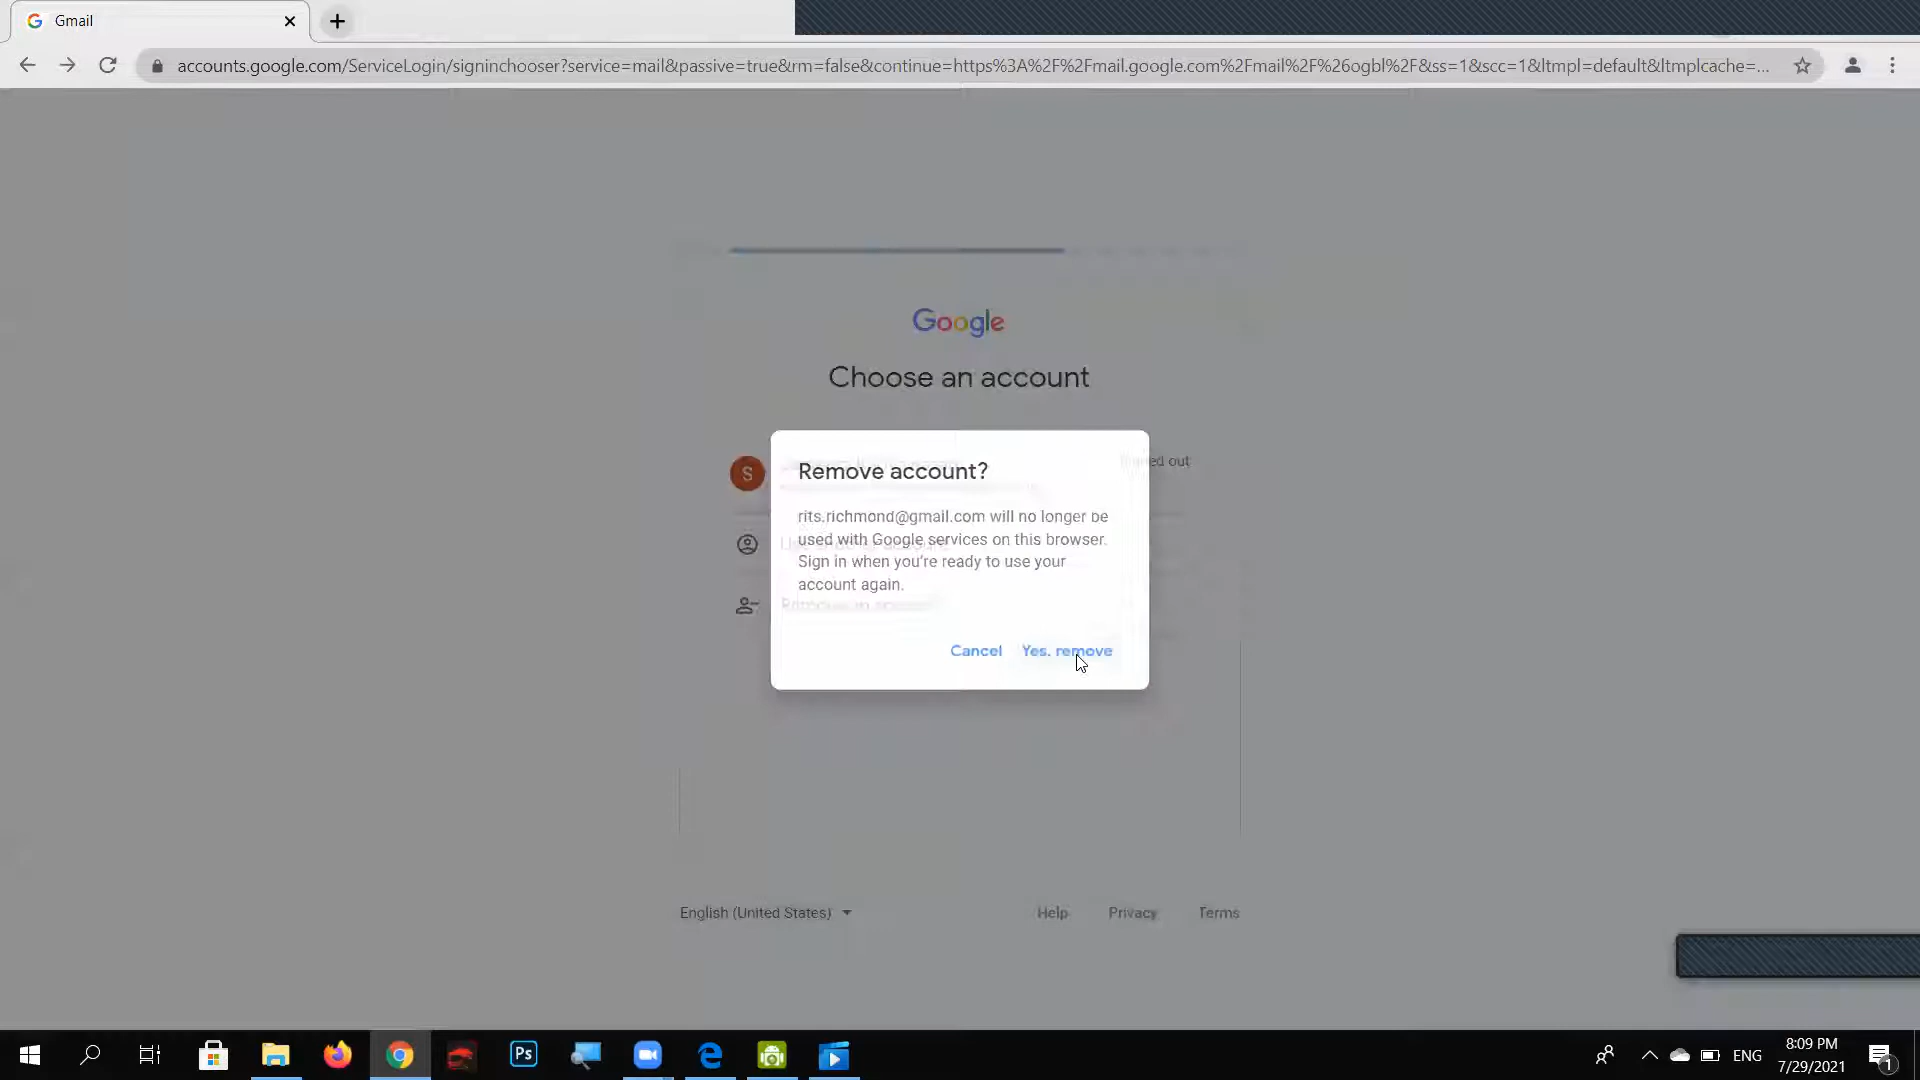 Gmail
accounts.google.com/ServiceLogin/signinchooser?service=mail&passive=true&rm=false&continue=https%3A%2F%2Fmail.google.com%2Fmail%2F%26ogbl%2F&ss=1&scc=1&ltmpl=default&ltmplcache=...
Google
Choose an account
S
Remove account?
rits.richmond@gmail.com will no longer be
used with Google services on this browser.
Sign in when you're ready to use your
account again.
out
Cancel Yes, remove
English (United States) Help Privacy Terms
Ps
ENG
8:09 PM
7/29/2021
1